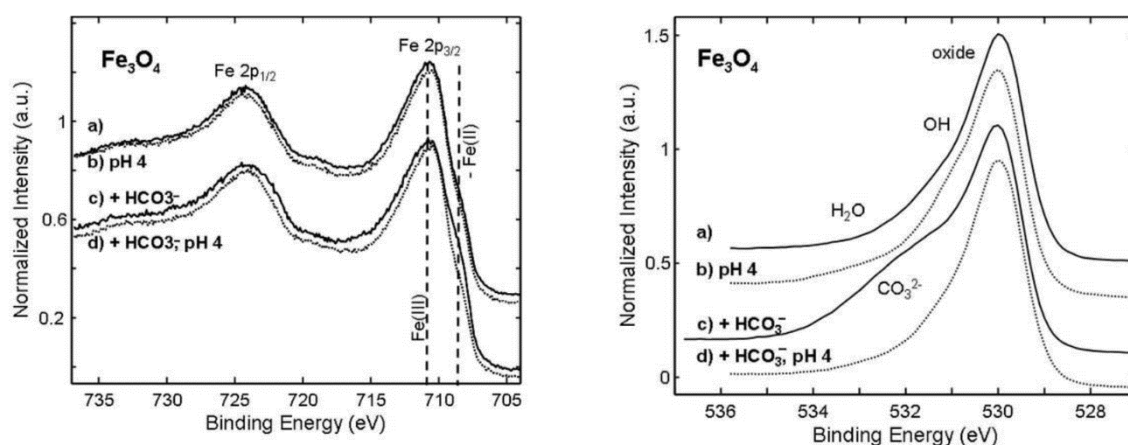 Fe₃O₄
Fe 2p₁/₂
Fe 2p₃/₂
Fe(II)
Fe(III)
a)
b) pH 4
c) + HCO3⁻
d) + HCO3⁻, pH 4
1
0.6
0.2
Normalized Intensity (a.u.)
735
730
725
720
715
710
705
Binding Energy (eV)
Fe₃O₄
oxide
OH
H₂O
CO₃²⁻
a)
b) pH 4
c) + HCO₃⁻
d) + HCO₃⁻, pH 4
1.5
1
0.5
0
Normalized Intensity (a.u.)
536
534
532
530
528
Binding Energy (eV)